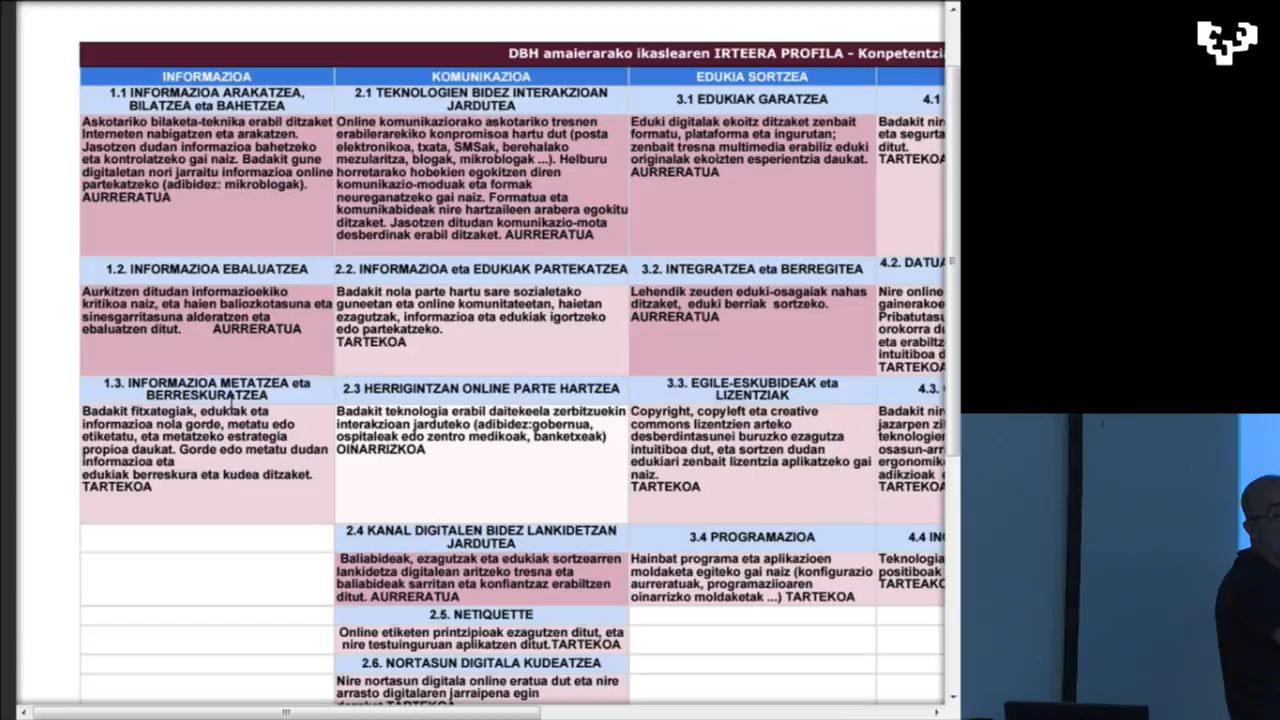 DBH amaierarako ikaslearen IRTEERA PROFILA - Konpetentzia
INFORMAZIOA
1.1 INFORMAZIOA ARAKATZEA,
BILATZEA eta BAHETZEA
Askotariko bilaketa-teknika erabil ditzaket
Interneten nabigatzen eta arakatzen.
Jasotzen dudan informazioa bahetzeko
eta kontrolatzeko gai naiz. Badakit gune
digitaletan nori jarraitu informazioa online
partekatzeko (adibidez: mikroblogak).
AURRERATUA
1.2. INFORMAZIOA EBALUATZEA
Aurkitzen ditudan informazioekiko
kritikoa naiz, eta haien baliozkotasuna eta
sinesgarritasuna alderatzen eta
ebaluatzen ditut. AURRERATUA
1.3. INFORMAZIOA METATZEA eta
BERRESKURATZEA
Badakit fitxategiak, edukiak eta
informazioa nola gorde, metatu edo
etiketatu, eta metatzeko estrategia
propioa daukat. Gorde edo metatu dudan
informazioa eta
edukiak berreskura eta kudea ditzaket.
TARTEKOA
KOMUNIKAZIOA
2.1 TEKNOLOGIEN BIDEZ INTERAKZIOAN
JARDUTEA
Online komunikaziorako askotariko tresnen
erabilerarekiko konpromisoa hartu dut (posta
elektronikoa, txata, SMSak, berehalako
mezularitza, blogak, mikroblogak ...). Helburu
horretarako hobekien egokitzen diren
komunikazio-moduak eta formak
neureganatzeko gai naiz. Formatua eta
komunikabideak nire hartzaileen arabera egokitu
ditzaket. Jasotzen ditudan komunikazio-mota
desberdinak erabil ditzaket. AURRERATUA
2.2. INFORMAZIOA eta EDUKIAK PARTEKATZEA
Badakit nola parte hartu sare sozialetako
guneetan eta online komunitateetan, haietan
ezagutzak, informazioa eta edukiak igortzeko
edo partekatzeko.
TARTEKOA
2.3 HERRIGINTZAN ONLINE PARTE HARTZEA
Badakit teknologia erabil daitekeela zerbitzuekin
interakzioan jarduteko (adibidez:gobernua,
ospitaleak edo zentro medikoak, banketxeak)
OINARRIZKOA
2.4 KANAL DIGITALEN BIDEZ LANKIDETZAN
JARDUTEA
Baliabideak, ezagutzak eta edukiak sortzearren
lankidetza digitalean aritzeko tresna eta
baliabideak sarritan eta konfiantzaz erabiltzen
ditut. AURRERATUA
2.5. NETIQUETTE
Online etiketen printzipioak ezagutzen ditut, eta
nire testuinguruan aplikatzen ditut.TARTEKOA
2.6. NORTASUN DIGITALA KUDEATZEA
Nire nortasun digitala online eratua dut eta nire
arrasto digitalaren jarraipena egin
EDUKIA SORTZEA
3.1 EDUKIAK GARATZEA
Eduki digitalak ekoitz ditzaket zenbait
formatu, plataforma eta ingurutan;
zenbait tresna multimedia erabiliz eduki
originalak ekoizten esperientzia daukat.
AURRERATUA
3.2. INTEGRATZEA eta BERREGITEA
Lehendik zeuden eduki-osagaiak nahas
ditzaket, eduki berriak sortzeko.
AURRERATUA
3.3. EGILE-ESKUBIDEAK eta
LIZENTZIAK
Copyright, copyleft eta creative
commons lizentzien arteko
desberdintasunei buruzko ezagutza
intuitiboa dut, eta sortzen dudan
edukiari zenbait lizentzia aplikatzeko gai
naiz.
TARTEKOA
3.4 PROGRAMAZIOA
Hainbat programa eta aplikazioen
moldaketa egiteko gai naiz (konfigurazio
aurreratuak, programaziioaren
oinarrizko moldaketak ...) TARTEKOA
4.1
Badakit nir
eta segurta
ditut.
TARTEKOA
4.2. DATUA
Nire online
gainerakoe
Pribatutasu
orokorra du
eta erabiltz
intuitiboa d
TARTEKOA
4.3.
Badakit nir
jazarpen zi
teknologien
osasun-arri
ergonomik
adikzioak e
TARTEKOA
4.4 IN
Teknologia
positiboak
TARTEAKO